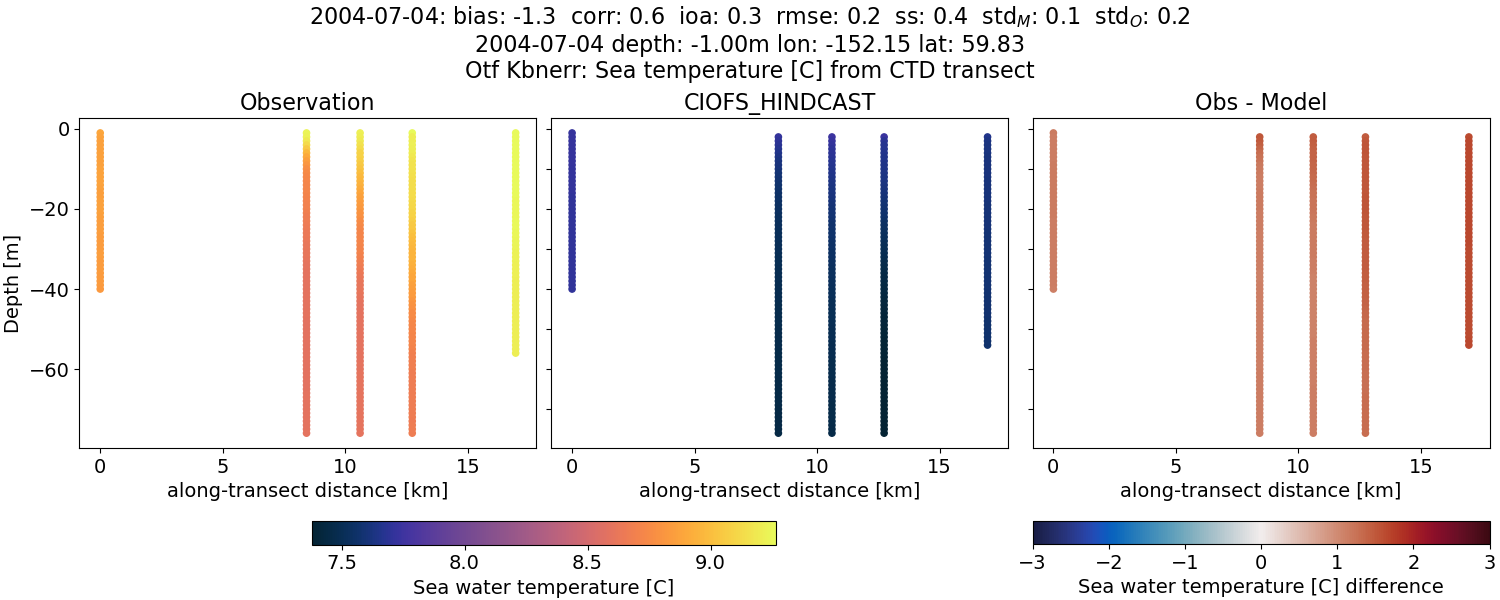 2004-07-04: bias: -1.3  corr: 0.6  ioa: 0.3  rmse: 0.2  ss: 0.4  std_M: 0.1  std_O: 0.2
2004-07-04 depth: -1.00m lon: -152.15 lat: 59.83
Otf Kbnerr: Sea temperature [C] from CTD transect
Observation
CIOFS_HINDCAST
Obs - Model
Depth [m]
0
−20
−40
−60
0 5 10 15
0 5 10 15
0 5 10 15
along-transect distance [km]
along-transect distance [km]
along-transect distance [km]
7.5 8.0 8.5 9.0
Sea water temperature [C]
−3 −2 −1 0 1 2 3
Sea water temperature [C] difference